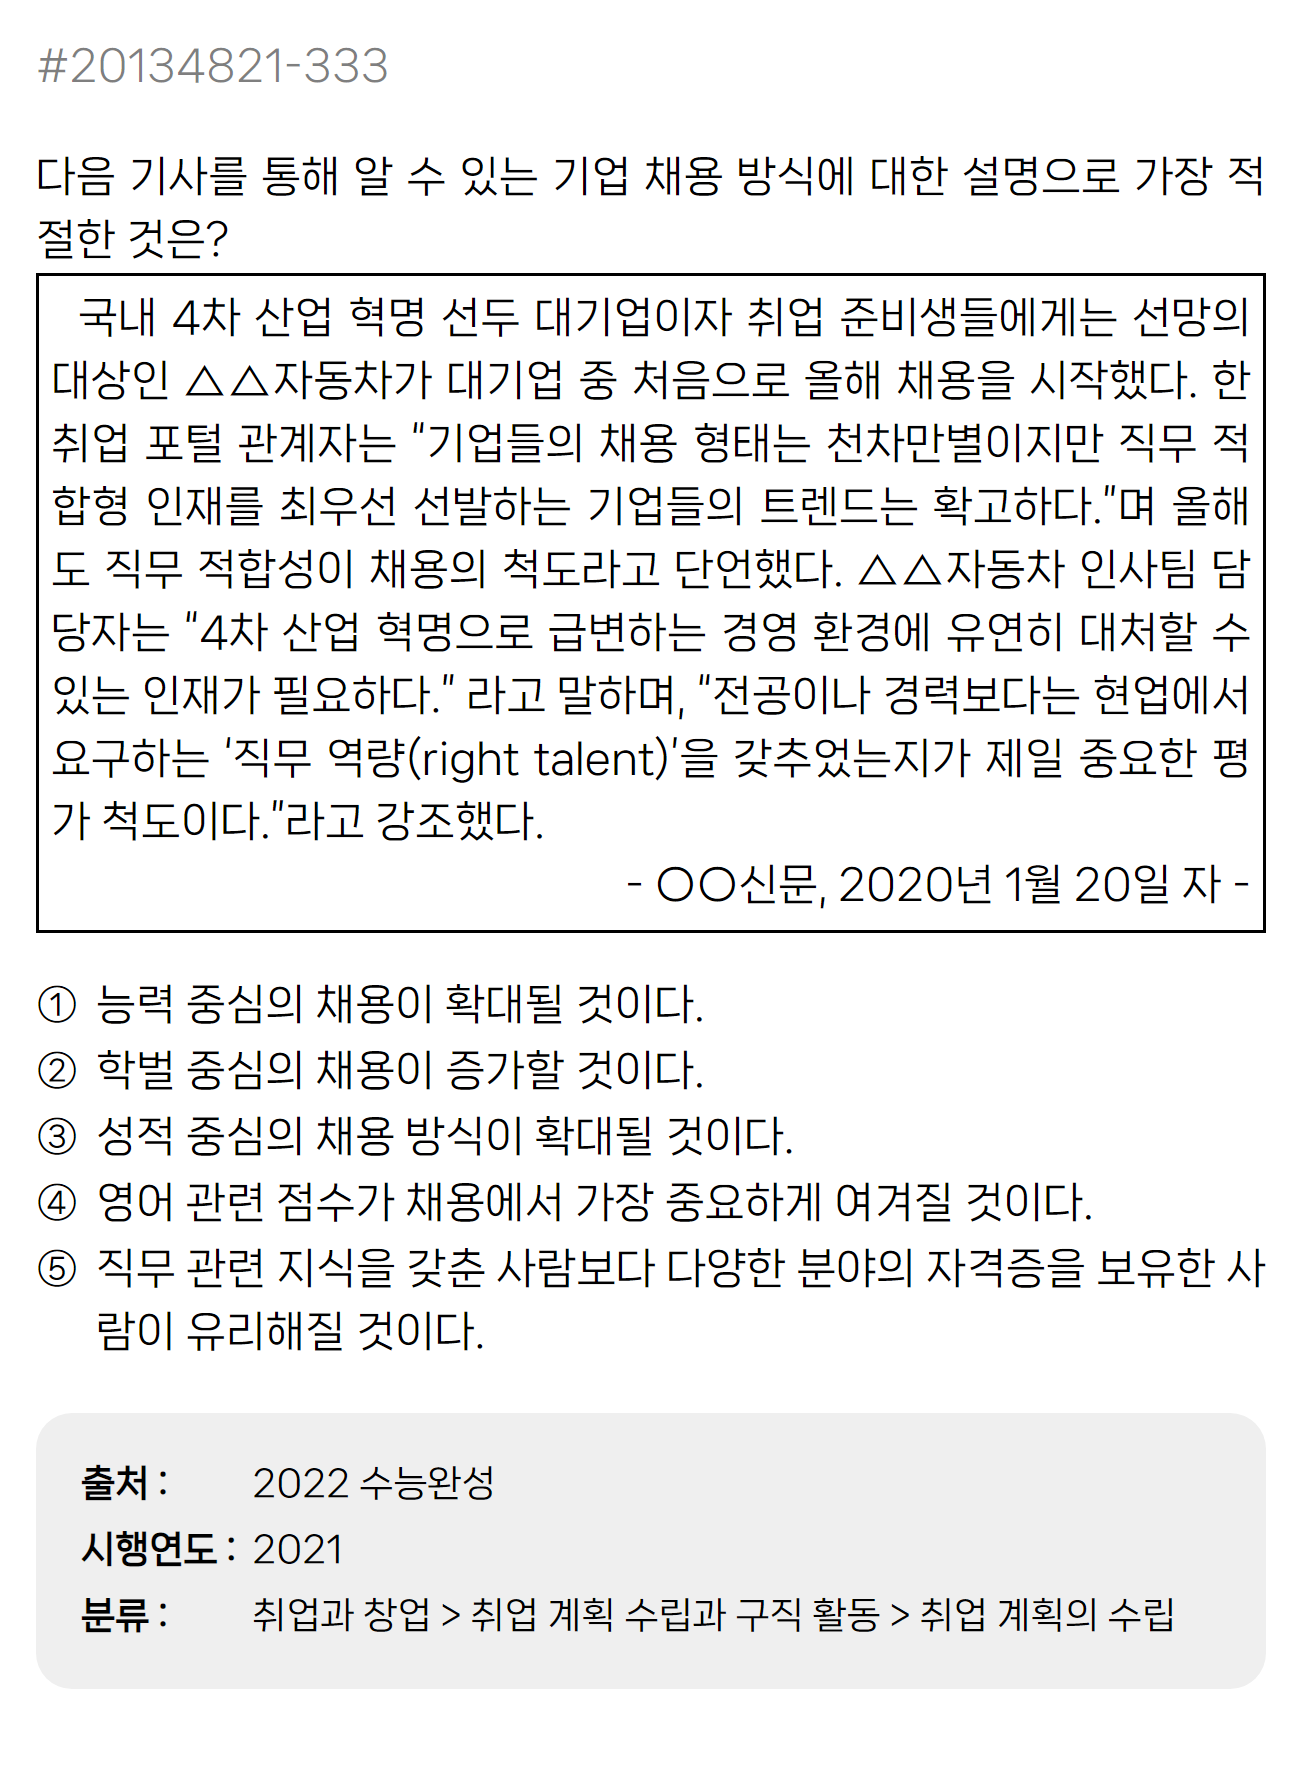 #20134821-333
다음 기사를 통해 알 수 있는 기업 채용 방식에 대한 설명으로 가장 적
절한 것은?
국내 4차 산업 혁명 선두 대기업이자 취업 준비생들에게는 선망의
대상인 △△자동차가 대기업 중 처음으로 올해 채용을 시작했다. 한
취업 포털 관계자는 "기업들의 채용 형태는 천차만별이지만 직무 적
합형 인재를 최우선 선발하는 기업들의 트렌드는 확고하다."며 올해
도 직무 적합성이 채용의 척도라고 단언했다. △△자동차 인사팀 담
당자는 "4차 산업 혁명으로 급변하는 경영 환경에 유연히 대처할 수
있는 인재가 필요하다." 라고 말하며, "전공이나 경력보다는 현업에서
요구하는 '직무 역량(right talent)'을 갖추었는지가 제일 중요한 평
가 척도이다."라고 강조했다.
- ○○신문, 2020년 1월 20일 자 -
① 능력 중심의 채용이 확대될 것이다.
② 학벌 중심의 채용이 증가할 것이다.
③ 성적 중심의 채용 방식이 확대될 것이다.
④ 영어 관련 점수가 채용에서 가장 중요하게 여겨질 것이다.
⑤ 직무 관련 지식을 갖춘 사람보다 다양한 분야의 자격증을 보유한 사
람이 유리해질 것이다.
출처 : 2022 수능완성
시행연도 : 2021
분류 : 취업과 창업 > 취업 계획 수립과 구직 활동 > 취업 계획의 수립